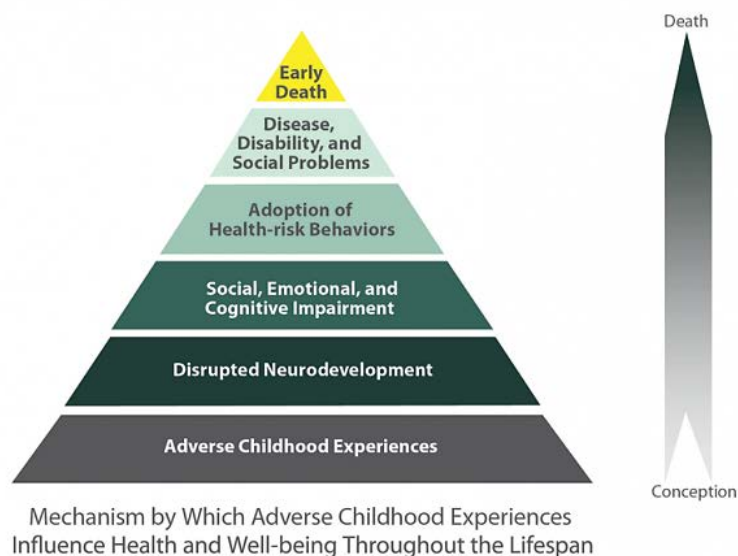 Death
Early
Death
Disease,
Disability, and
Social Problems
Adoption of
Health-risk Behaviors
Social, Emotional, and
Cognitive Impairment
Disrupted Neurodevelopment
Adverse Childhood Experiences
Conception
Mechanism by Which Adverse Childhood Experiences
Influence Health and Well-being Throughout the Lifespan